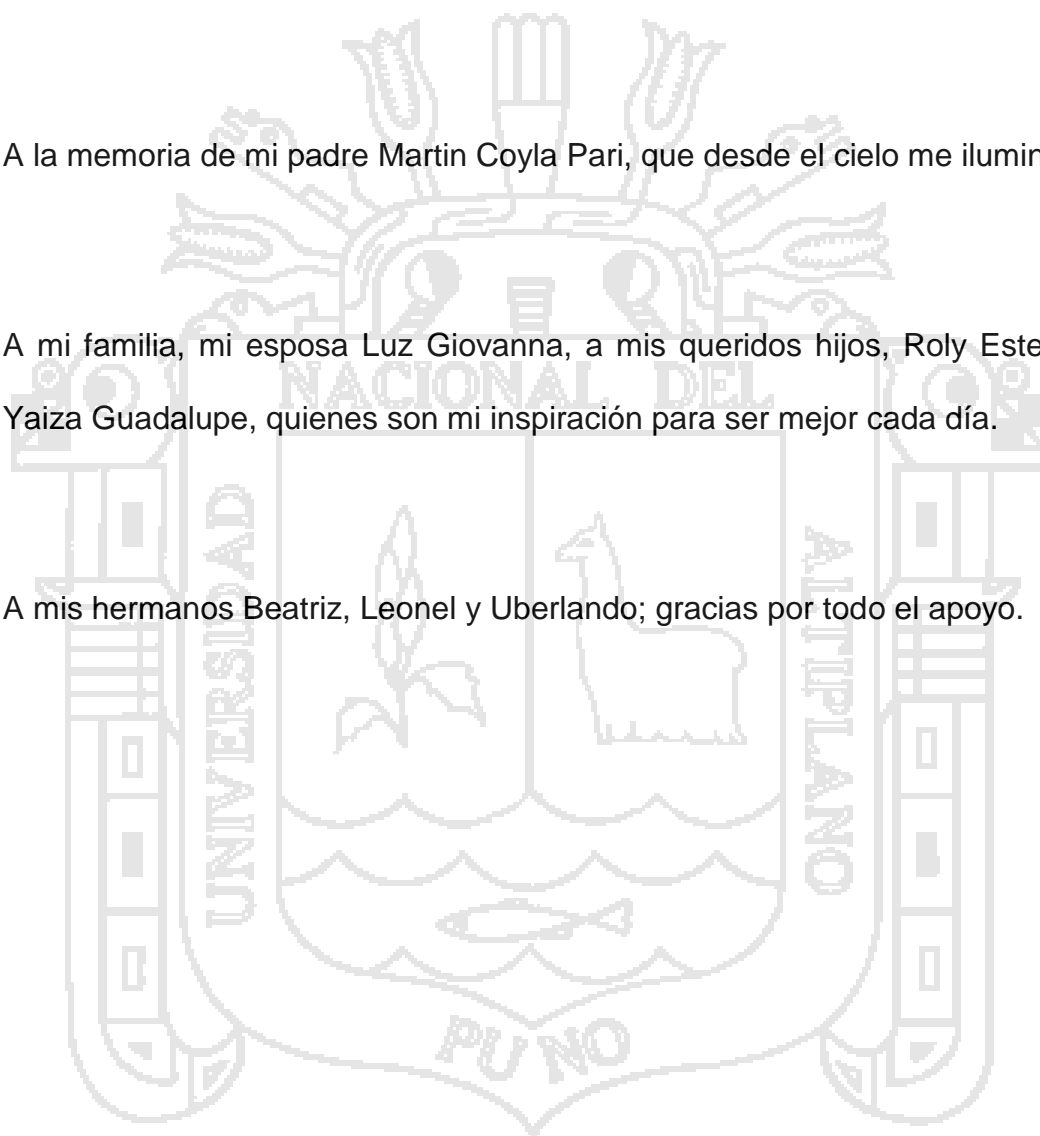 A la memoria de mi padre Martin Coyla Pari, que desde el cielo me
NACIONAL DEL
A mi familia, mi esposa Luz Giovanna, a mis queridos hijos, Roly
Yaiza Guadalupe, quienes son mi inspiración para ser mejor cada día.
UNIVERSIDAD
ALTIPLANO
A mis hermanos Beatriz, Leonel y Uberlando; gracias por todo el apoyo.
PUNO